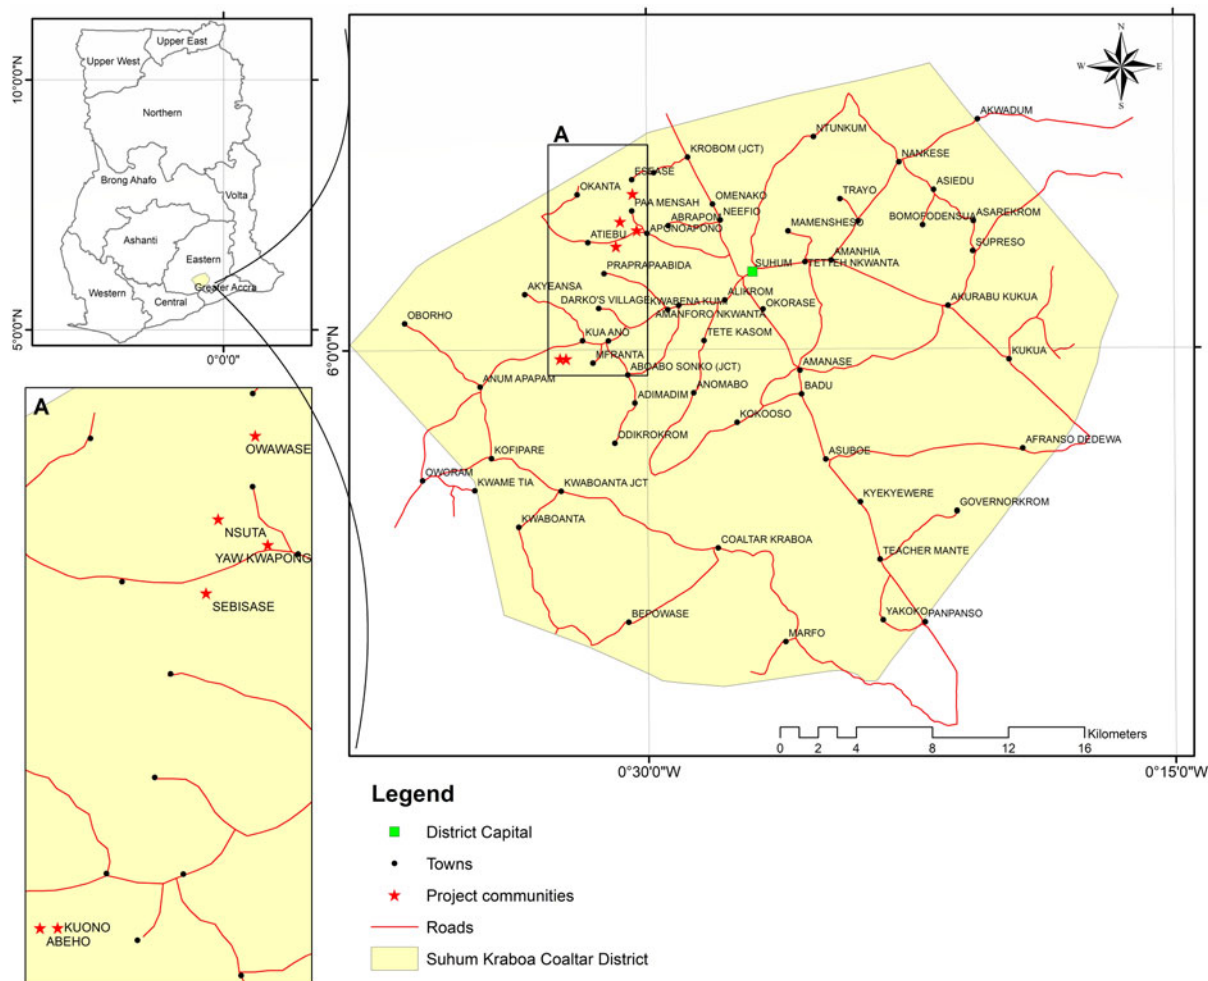 Upper East
Upper West
Northern
Brong Ahafo
Volta
Ashanti
Eastern
Greater Accra
Western
Central
10°0'0"N
5°0'0"N
0°0'0"
A
OWAWASE
NSUTA
YAW KWAPONG
SEBISASE
KUONO
ABEHO
N
W
E
S
A
AKWADUM
NTUNKUM
KROBOM (JCT)
NANKESE
ESSASE
OKANTA
ASIEDU
TRAYO
OMENAKO
PAA MENSAH
NEEFIO
ABRAPOM
MAMENSHESO
BOMOFODENSUA
ASAREKROM
APONOAPONO
ATIEBU
AMANHIA
SUPRESO
SUHUM
TETTEH NKWANTA
PRAPRAPAABIDA
AKYEANSA
ALIKROM
DARKO'S VILLAGE
KWABENA KUMI
OKORASE
AKURABU KUKUA
AMANFORO NKWANTA
OBORHO
KUA ANO
TETE KASOM
KUKUA
MFRANTA
ABOABO SONKO (JCT)
AMANASE
ANUM APAPAM
ANOMABO
BADU
ADIMADIM
KOKOOSO
ODIKROKROM
AFRANSO DEDEWA
KOFIPARE
ASUBOE
OWORAM
KWAME TIA
KWABOANTA JCT
KYEKYEWERE
GOVERNORKROM
KWABOANTA
COALTAR KRABOA
TEACHER MANTE
BEPOWASE
YAKOKO
PANPANSO
MARFO
6°0'0"N
Kilometers
0 2 4 8 12 16
0°30'0"W
0°15'0"W
Legend
District Capital
Towns
Project communities
Roads
Suhum Kraboa Coaltar District